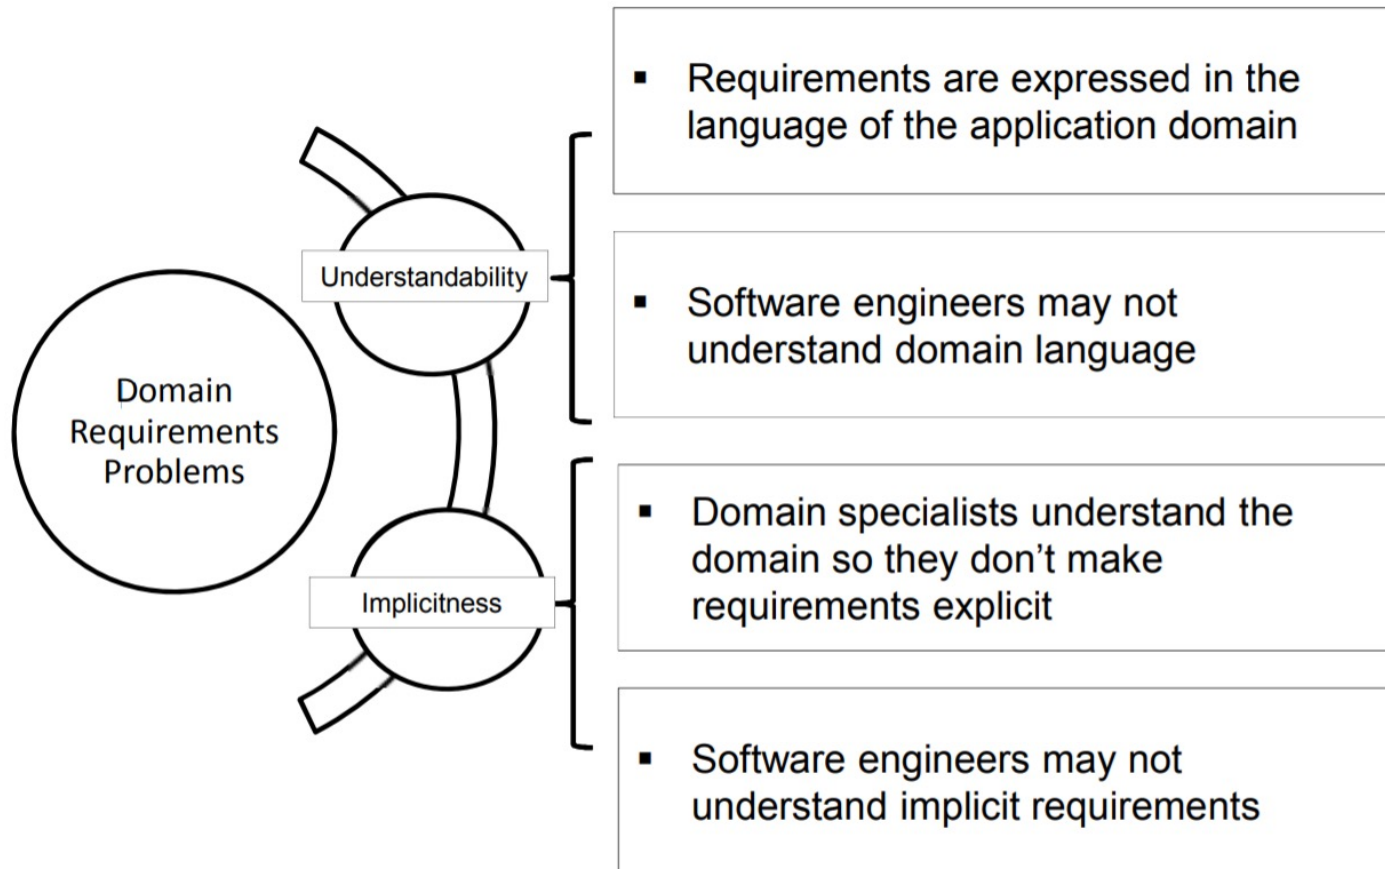 Domain
Requirements
Problems
Understandability
▪ Requirements are expressed in the
language of the application domain
▪ Software engineers may not
understand domain language
Implicitness
▪ Domain specialists understand the
domain so they don’t make
requirements explicit
▪ Software engineers may not
understand implicit requirements